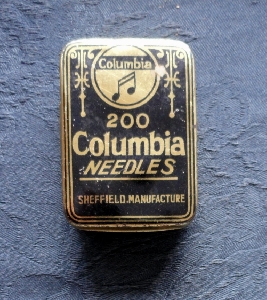 Columbia
200
Columbia
NEEDLES
SHEFFIELD.MANUFACTURE